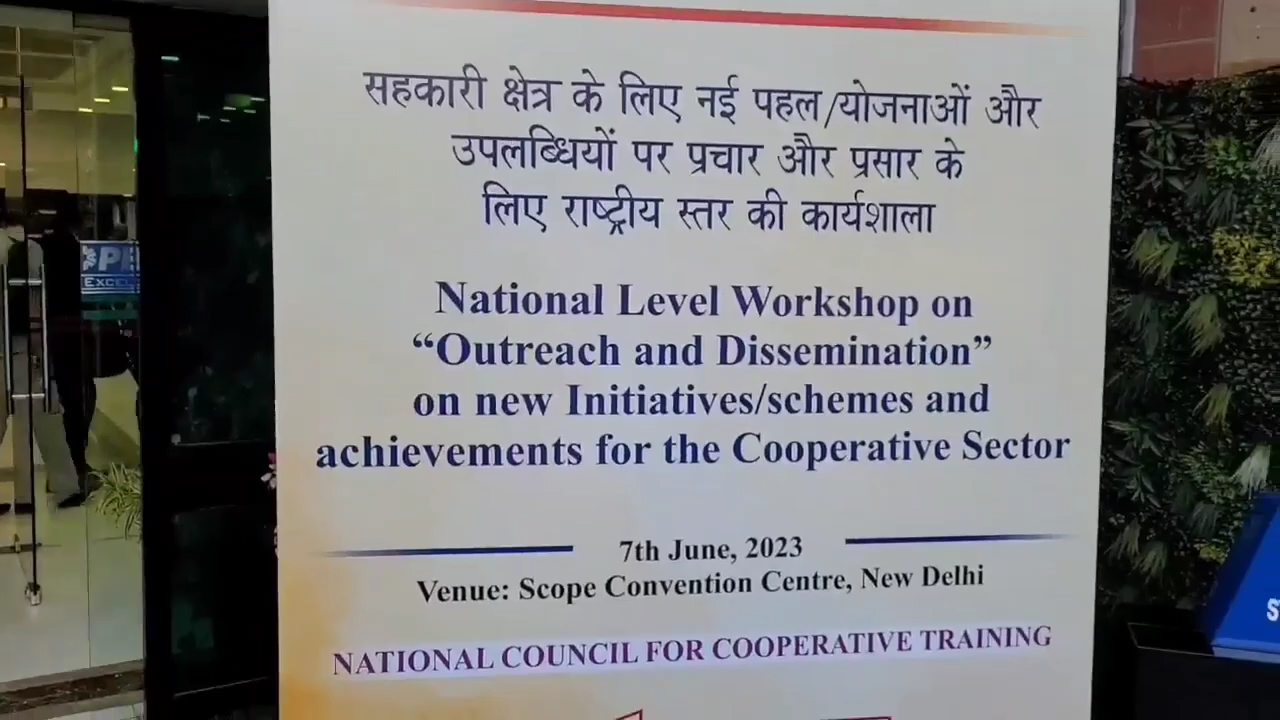 सहकारी क्षेत्र के लिए नई पहल/योजनाओं और
उपलब्धियों पर प्रचार और प्रसार के
लिए राष्ट्रीय स्तर की कार्यशाला
National Level Workshop on
“Outreach and Dissemination”
on new Initiatives/schemes and
achievements for the Cooperative Sector
7th June, 2023
Venue: Scope Convention Centre, New Delhi
NATIONAL COUNCIL FOR COOPERATIVE TRAINING